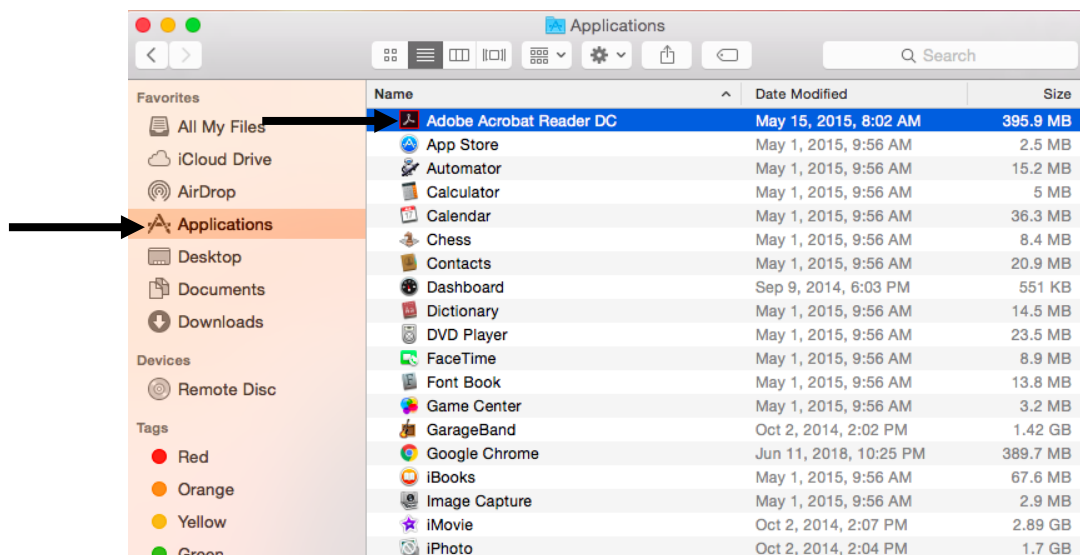 Applications
Search
Favorites
All My Files
iCloud Drive
AirDrop
Applications
Desktop
Documents
Downloads
Devices
Remote Disc
Tags
Red
Orange
Yellow
Green
Name Date Modified Size
Adobe Acrobat Reader DC May 15, 2015, 8:02 AM 395.9 MB
App Store May 1, 2015, 9:56 AM 2.5 MB
Automator May 1, 2015, 9:56 AM 15.2 MB
Calculator May 1, 2015, 9:56 AM 5 MB
Calendar May 1, 2015, 9:56 AM 36.3 MB
Chess May 1, 2015, 9:56 AM 8.4 MB
Contacts May 1, 2015, 9:56 AM 20.9 MB
Dashboard Sep 9, 2014, 6:03 PM 551 KB
Dictionary May 1, 2015, 9:56 AM 14.5 MB
DVD Player May 1, 2015, 9:56 AM 23.5 MB
FaceTime May 1, 2015, 9:56 AM 8.9 MB
Font Book May 1, 2015, 9:56 AM 13.8 MB
Game Center May 1, 2015, 9:56 AM 3.2 MB
GarageBand Oct 2, 2014, 2:02 PM 1.42 GB
Google Chrome Jun 11, 2018, 10:25 PM 389.7 MB
iBooks May 1, 2015, 9:56 AM 67.6 MB
Image Capture May 1, 2015, 9:56 AM 2.9 MB
iMovie Oct 2, 2014, 2:07 PM 2.89 GB
iPhoto Oct 2, 2014, 2:04 PM 1.7 GB